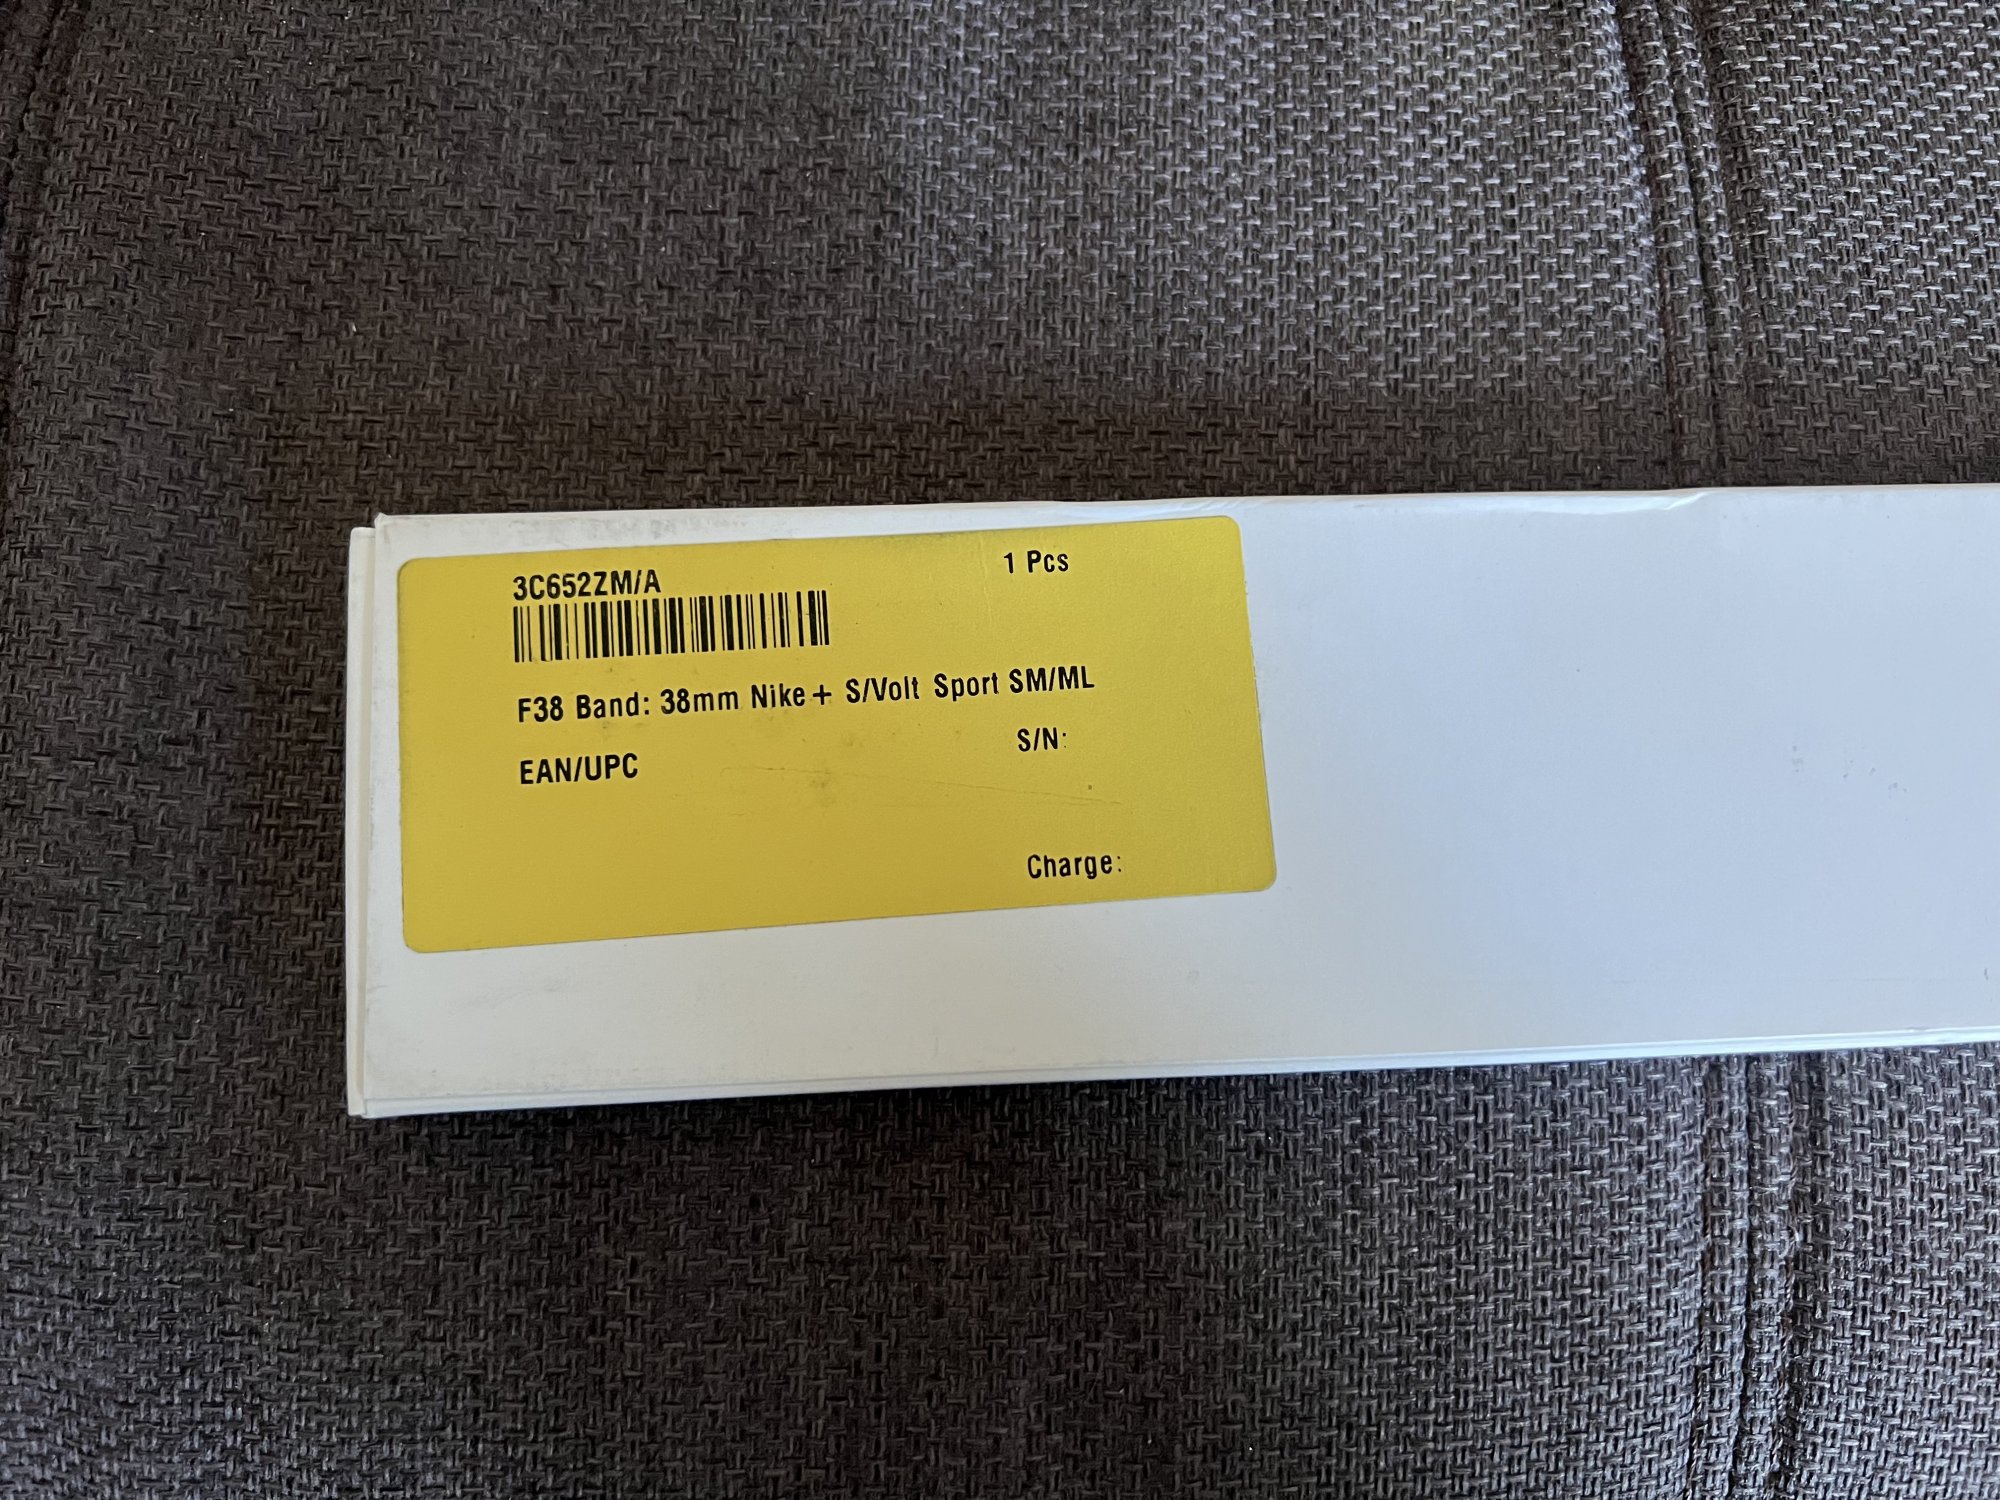 3C652ZM/A
1 Pcs
F38 Band: 38mm Nike+ S/Volt Sport SM/ML
EAN/UPC
S/N:
Charge: